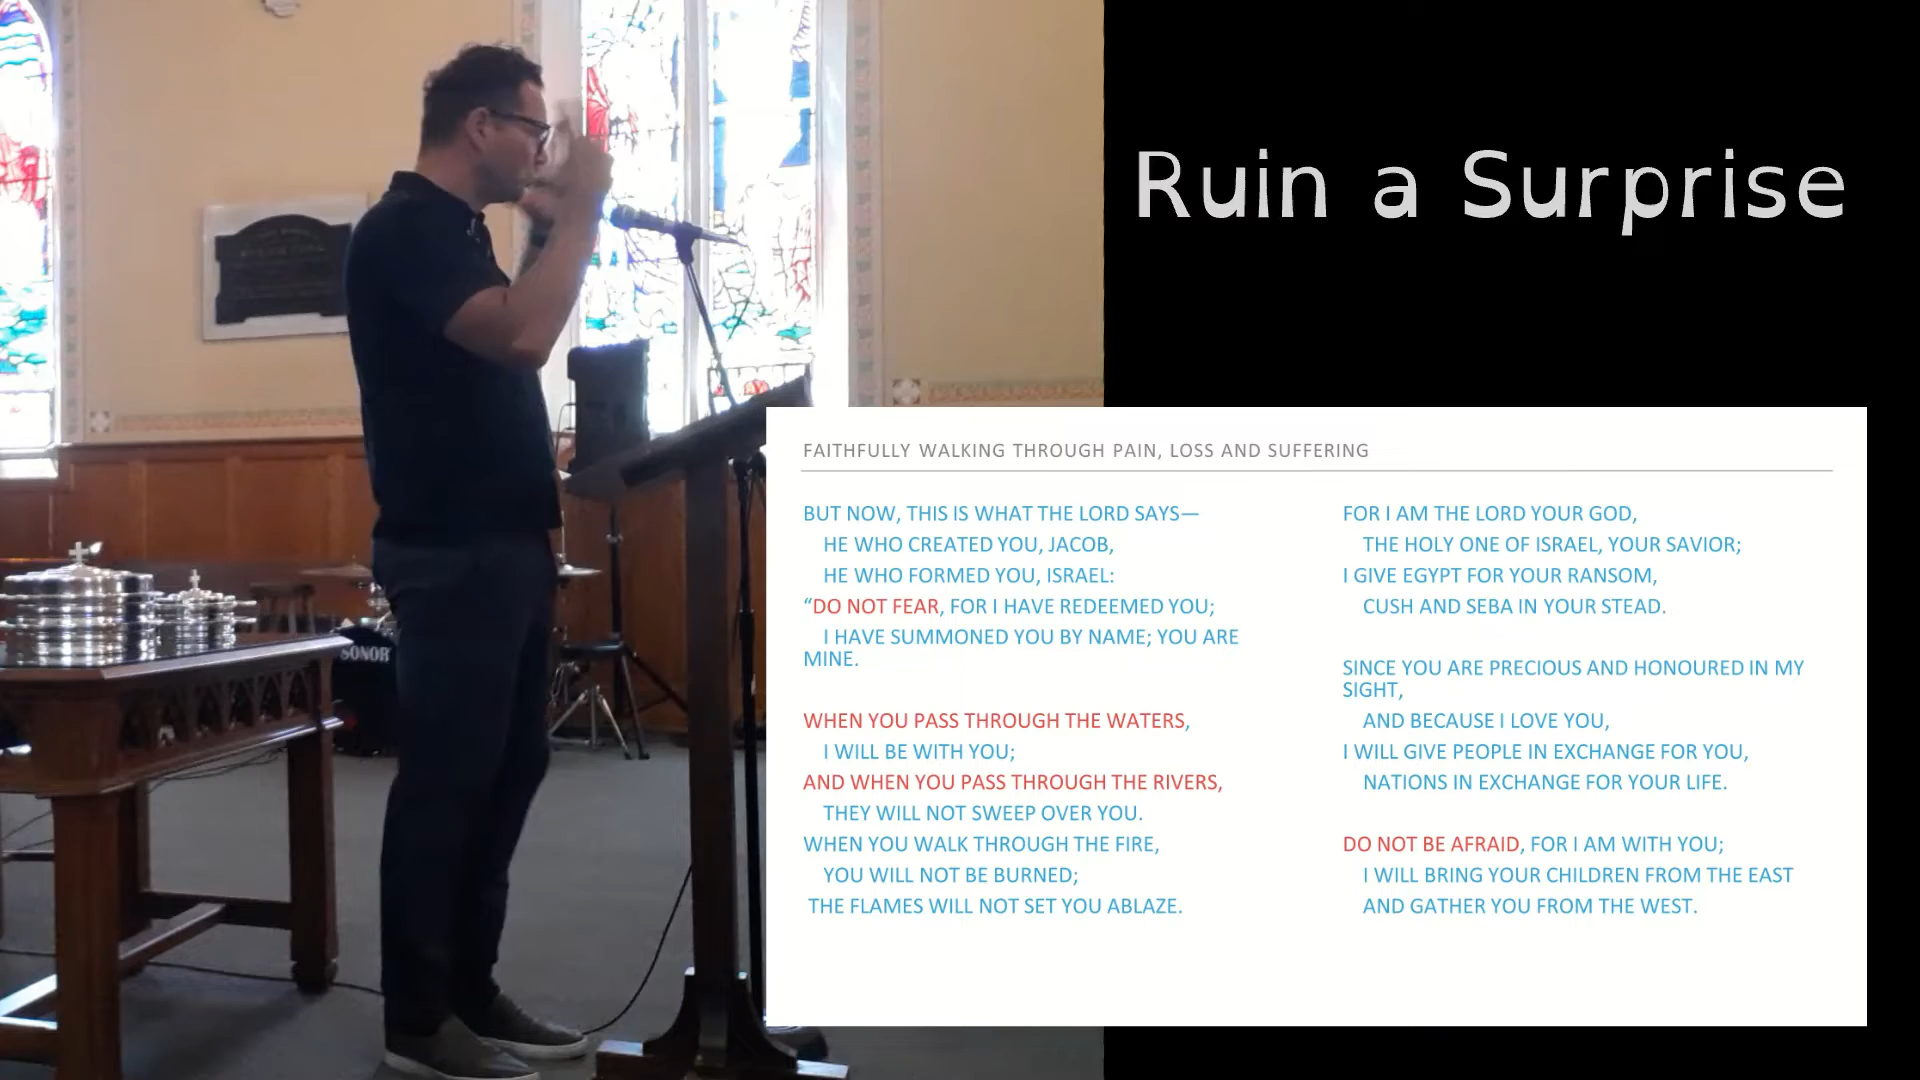 Ruin a Surprise
FAITHFULLY WALKING THROUGH PAIN, LOSS AND SUFFERING
BUT NOW, THIS IS WHAT THE LORD SAYS—
HE WHO CREATED YOU, JACOB,
HE WHO FORMED YOU, ISRAEL:
“DO NOT FEAR, FOR I HAVE REDEEMED YOU;
I HAVE SUMMONED YOU BY NAME; YOU ARE
MINE.
WHEN YOU PASS THROUGH THE WATERS,
I WILL BE WITH YOU;
AND WHEN YOU PASS THROUGH THE RIVERS,
THEY WILL NOT SWEEP OVER YOU.
WHEN YOU WALK THROUGH THE FIRE,
YOU WILL NOT BE BURNED;
THE FLAMES WILL NOT SET YOU ABLAZE.
FOR I AM THE LORD YOUR GOD,
THE HOLY ONE OF ISRAEL, YOUR SAVIOR;
I GIVE EGYPT FOR YOUR RANSOM,
CUSH AND SEBA IN YOUR STEAD.
SINCE YOU ARE PRECIOUS AND HONOURED IN MY
SIGHT,
AND BECAUSE I LOVE YOU,
I WILL GIVE PEOPLE IN EXCHANGE FOR YOU,
NATIONS IN EXCHANGE FOR YOUR LIFE.
DO NOT BE AFRAID, FOR I AM WITH YOU;
I WILL BRING YOUR CHILDREN FROM THE EAST
AND GATHER YOU FROM THE WEST.
SONOR